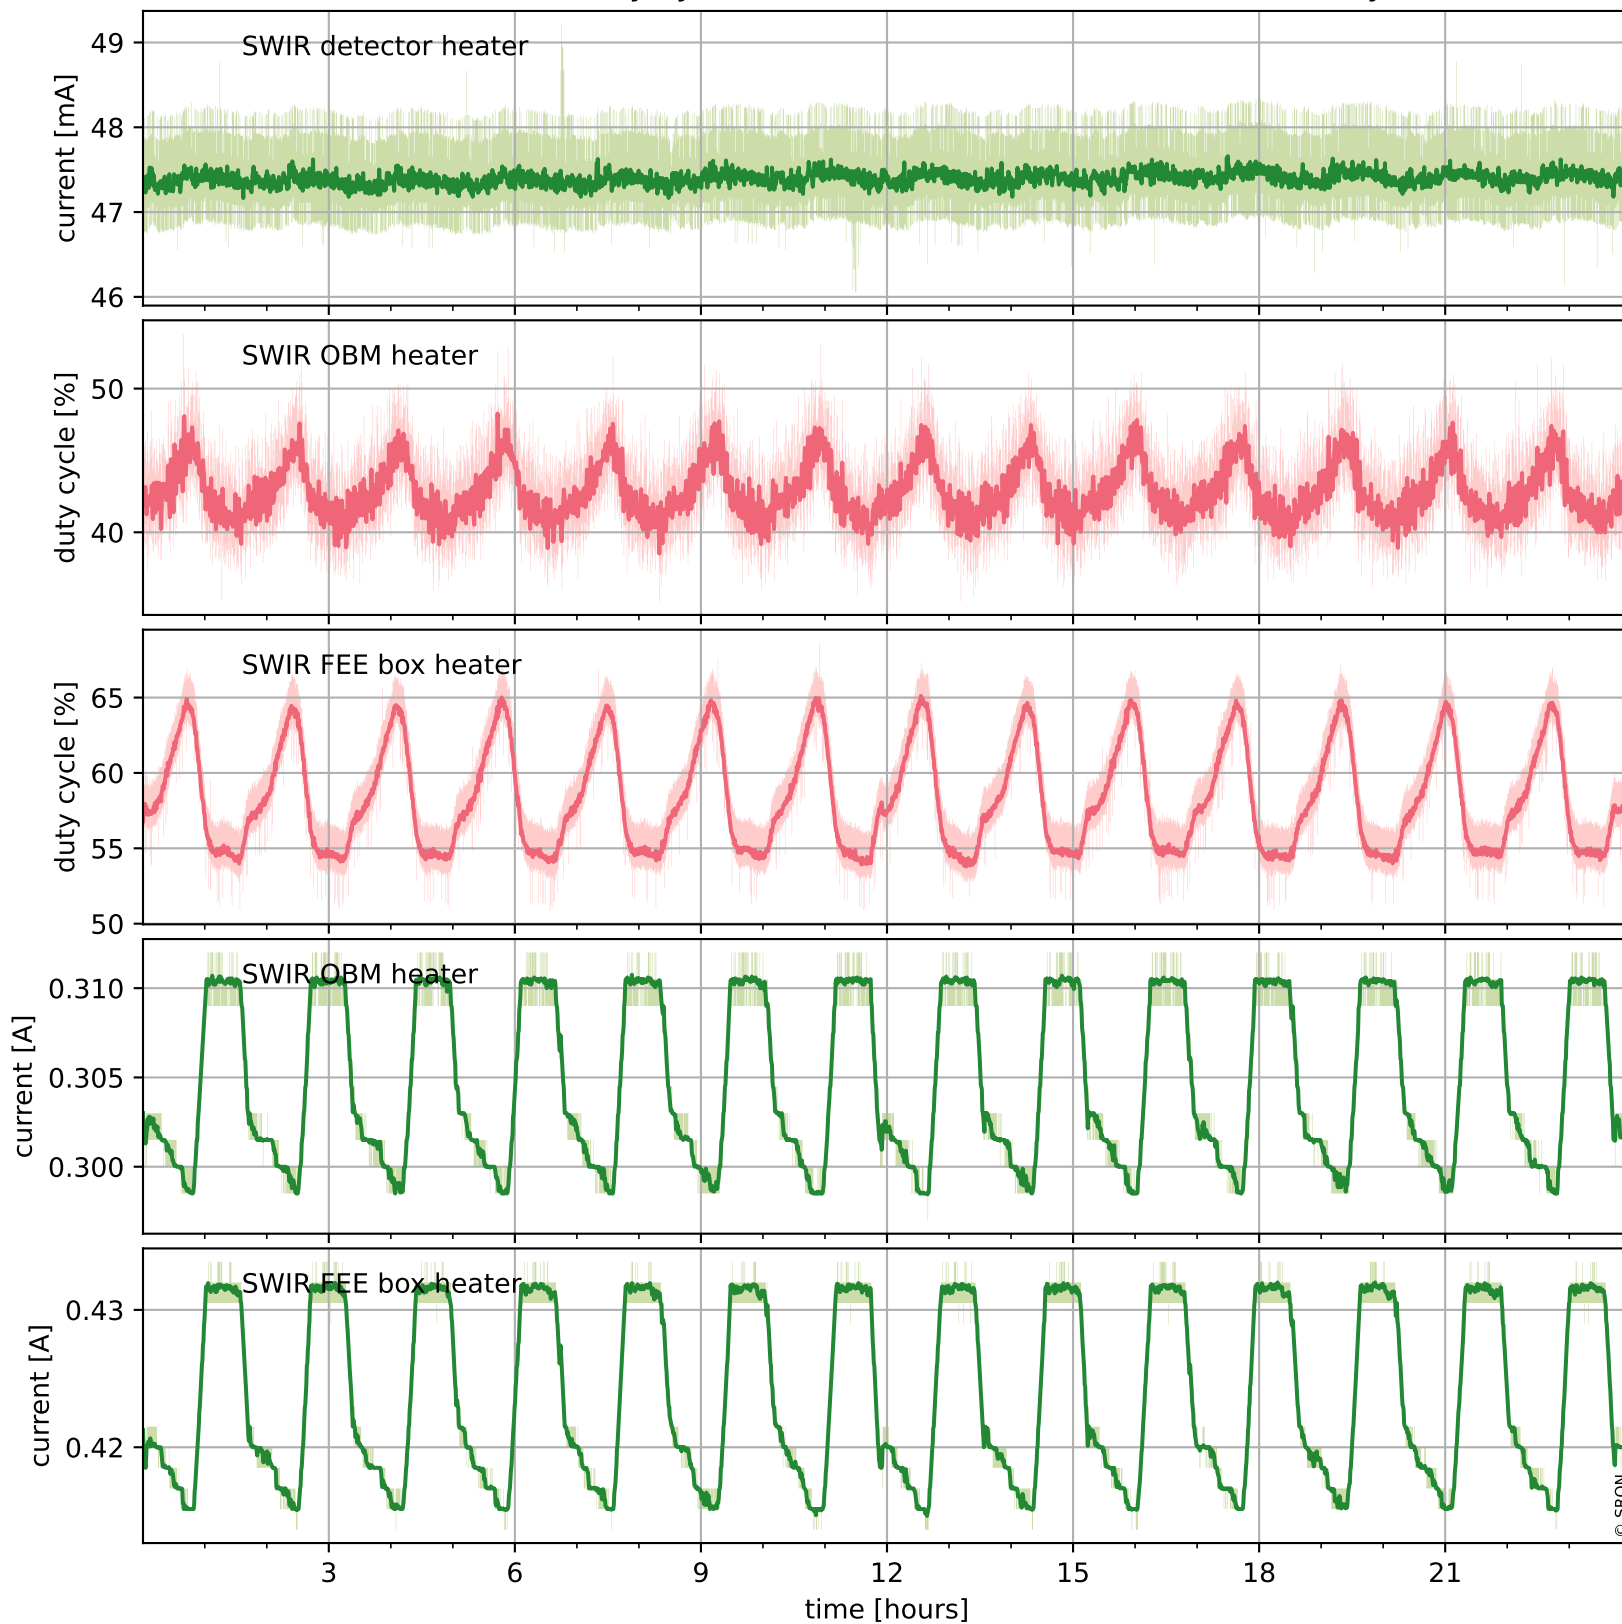 SWIR detector heater
current [mA]
49
48
47
46
SWIR OBM heater
duty cycle [%]
50
40
SWIR FEE box heater
duty cycle [%]
65
60
55
50
SWIR OBM heater
current [A]
0.310
0.305
0.300
SWIR FEE box heater
current [A]
0.43
0.42
© SRON
3 6 9 12 15 18 21
time [hours]